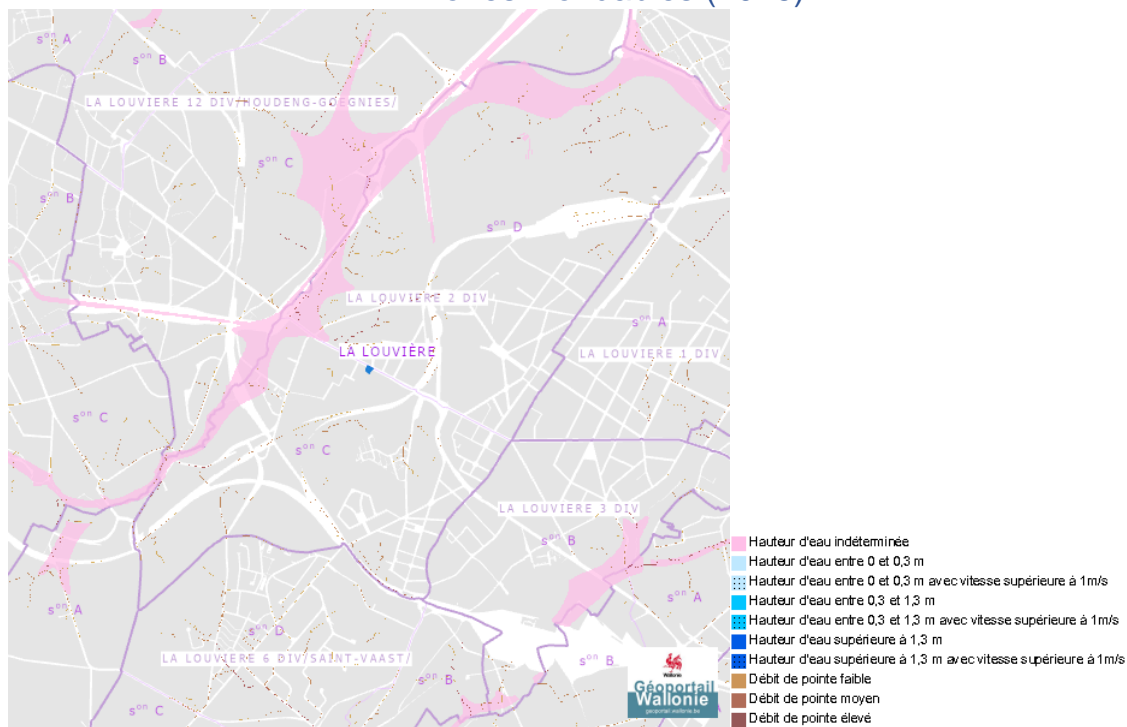 sᵒⁿ A
sᵒⁿ B
LA LOUVIERE 12 DIV/HOUDENG-GOEGNIES/
sᵒⁿ C
sᵒⁿ B
sᵒⁿ D
LA LOUVIERE 2 DIV
sᵒⁿ A
LA LOUVIÈRE
LA LOUVIERE 1 DIV
sᵒⁿ C
sᵒⁿ C
LA LOUVIERE 3 DIV
sᵒⁿ B
sᵒⁿ A
sᵒⁿ A
sᵒⁿ D
LA LOUVIERE 6 DIV/SAINT-VAAST/
sᵒⁿ B
sᵒⁿ B
sᵒⁿ C
Wallonie
Géoportail
Wallonie
geoportail.wallonie.be
Hauteur d'eau indéterminée
Hauteur d'eau entre 0 et 0,3 m
Hauteur d'eau entre 0 et 0,3 m avec vitesse supérieure à 1m/s
Hauteur d'eau entre 0,3 et 1,3 m
Hauteur d'eau entre 0,3 et 1,3 m avec vitesse supérieure à 1m/s
Hauteur d'eau supérieure à 1,3 m
Hauteur d'eau supérieure à 1,3 m avec vitesse supérieure à 1m/s
Débit de pointe faible
Débit de pointe moyen
Débit de pointe élevé